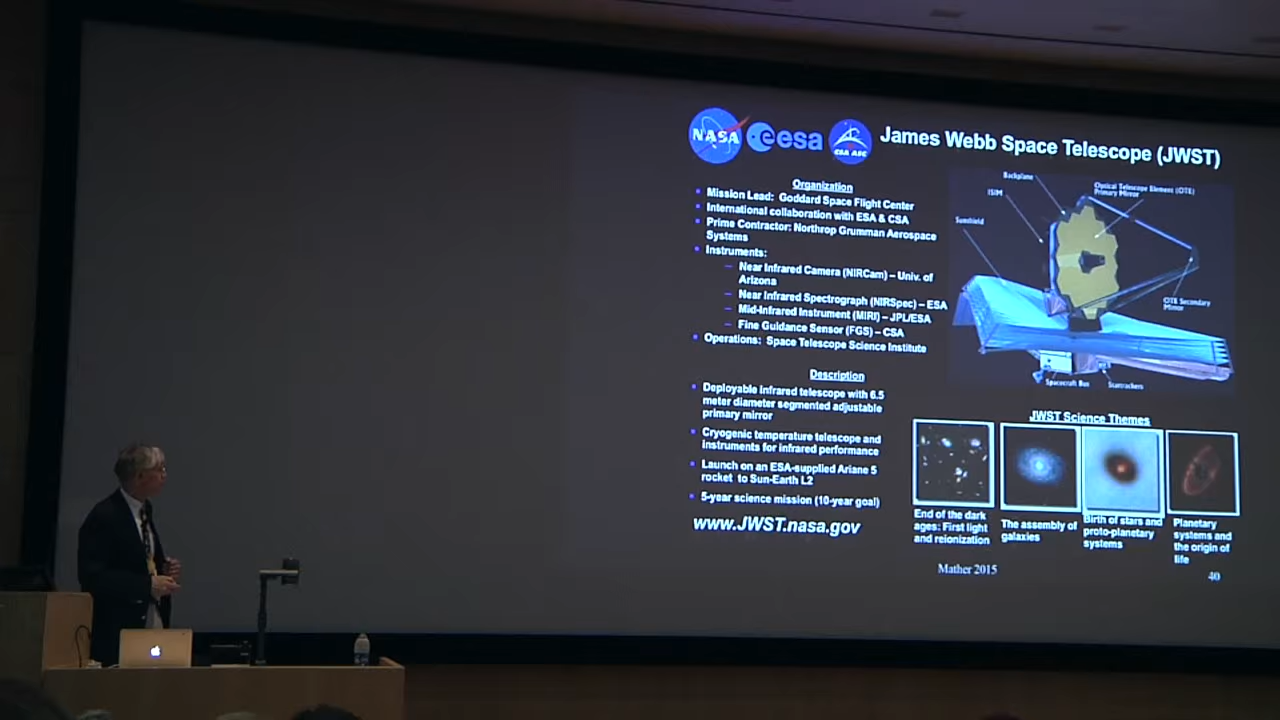 NASA esa CSA ASC James Webb Space Telescope (JWST)
Organization
Mission Lead: Goddard Space Flight Center
International collaboration with ESA & CSA
Prime Contractor: Northrop Grumman Aerospace
Systems
Instruments:
– Near Infrared Camera (NIRCam) – Univ. of
Arizona
– Near Infrared Spectrograph (NIRSpec) – ESA
– Mid-Infrared Instrument (MIRI) – JPL/ESA
– Fine Guidance Sensor (FGS) – CSA
Operations: Space Telescope Science Institute
Description
Deployable infrared telescope with 6.5
meter diameter segmented adjustable
primary mirror
Cryogenic temperature telescope and
instruments for infrared performance
Launch on an ESA-supplied Ariane 5
rocket to Sun-Earth L2
5-year science mission (10-year goal)
www.JWST.nasa.gov
Backplane
ISIM
Sunshield
Optical Telescope Element (OTE)
Primary Mirror
OTE Secondary
Mirror
Spacecraft Bus
Startrackers
JWST Science Themes
End of the dark
ages: First light
and reionization
The assembly of
galaxies
Birth of stars and
proto-planetary
systems
Planetary
systems and
the origin of
life
Mather 2015
40